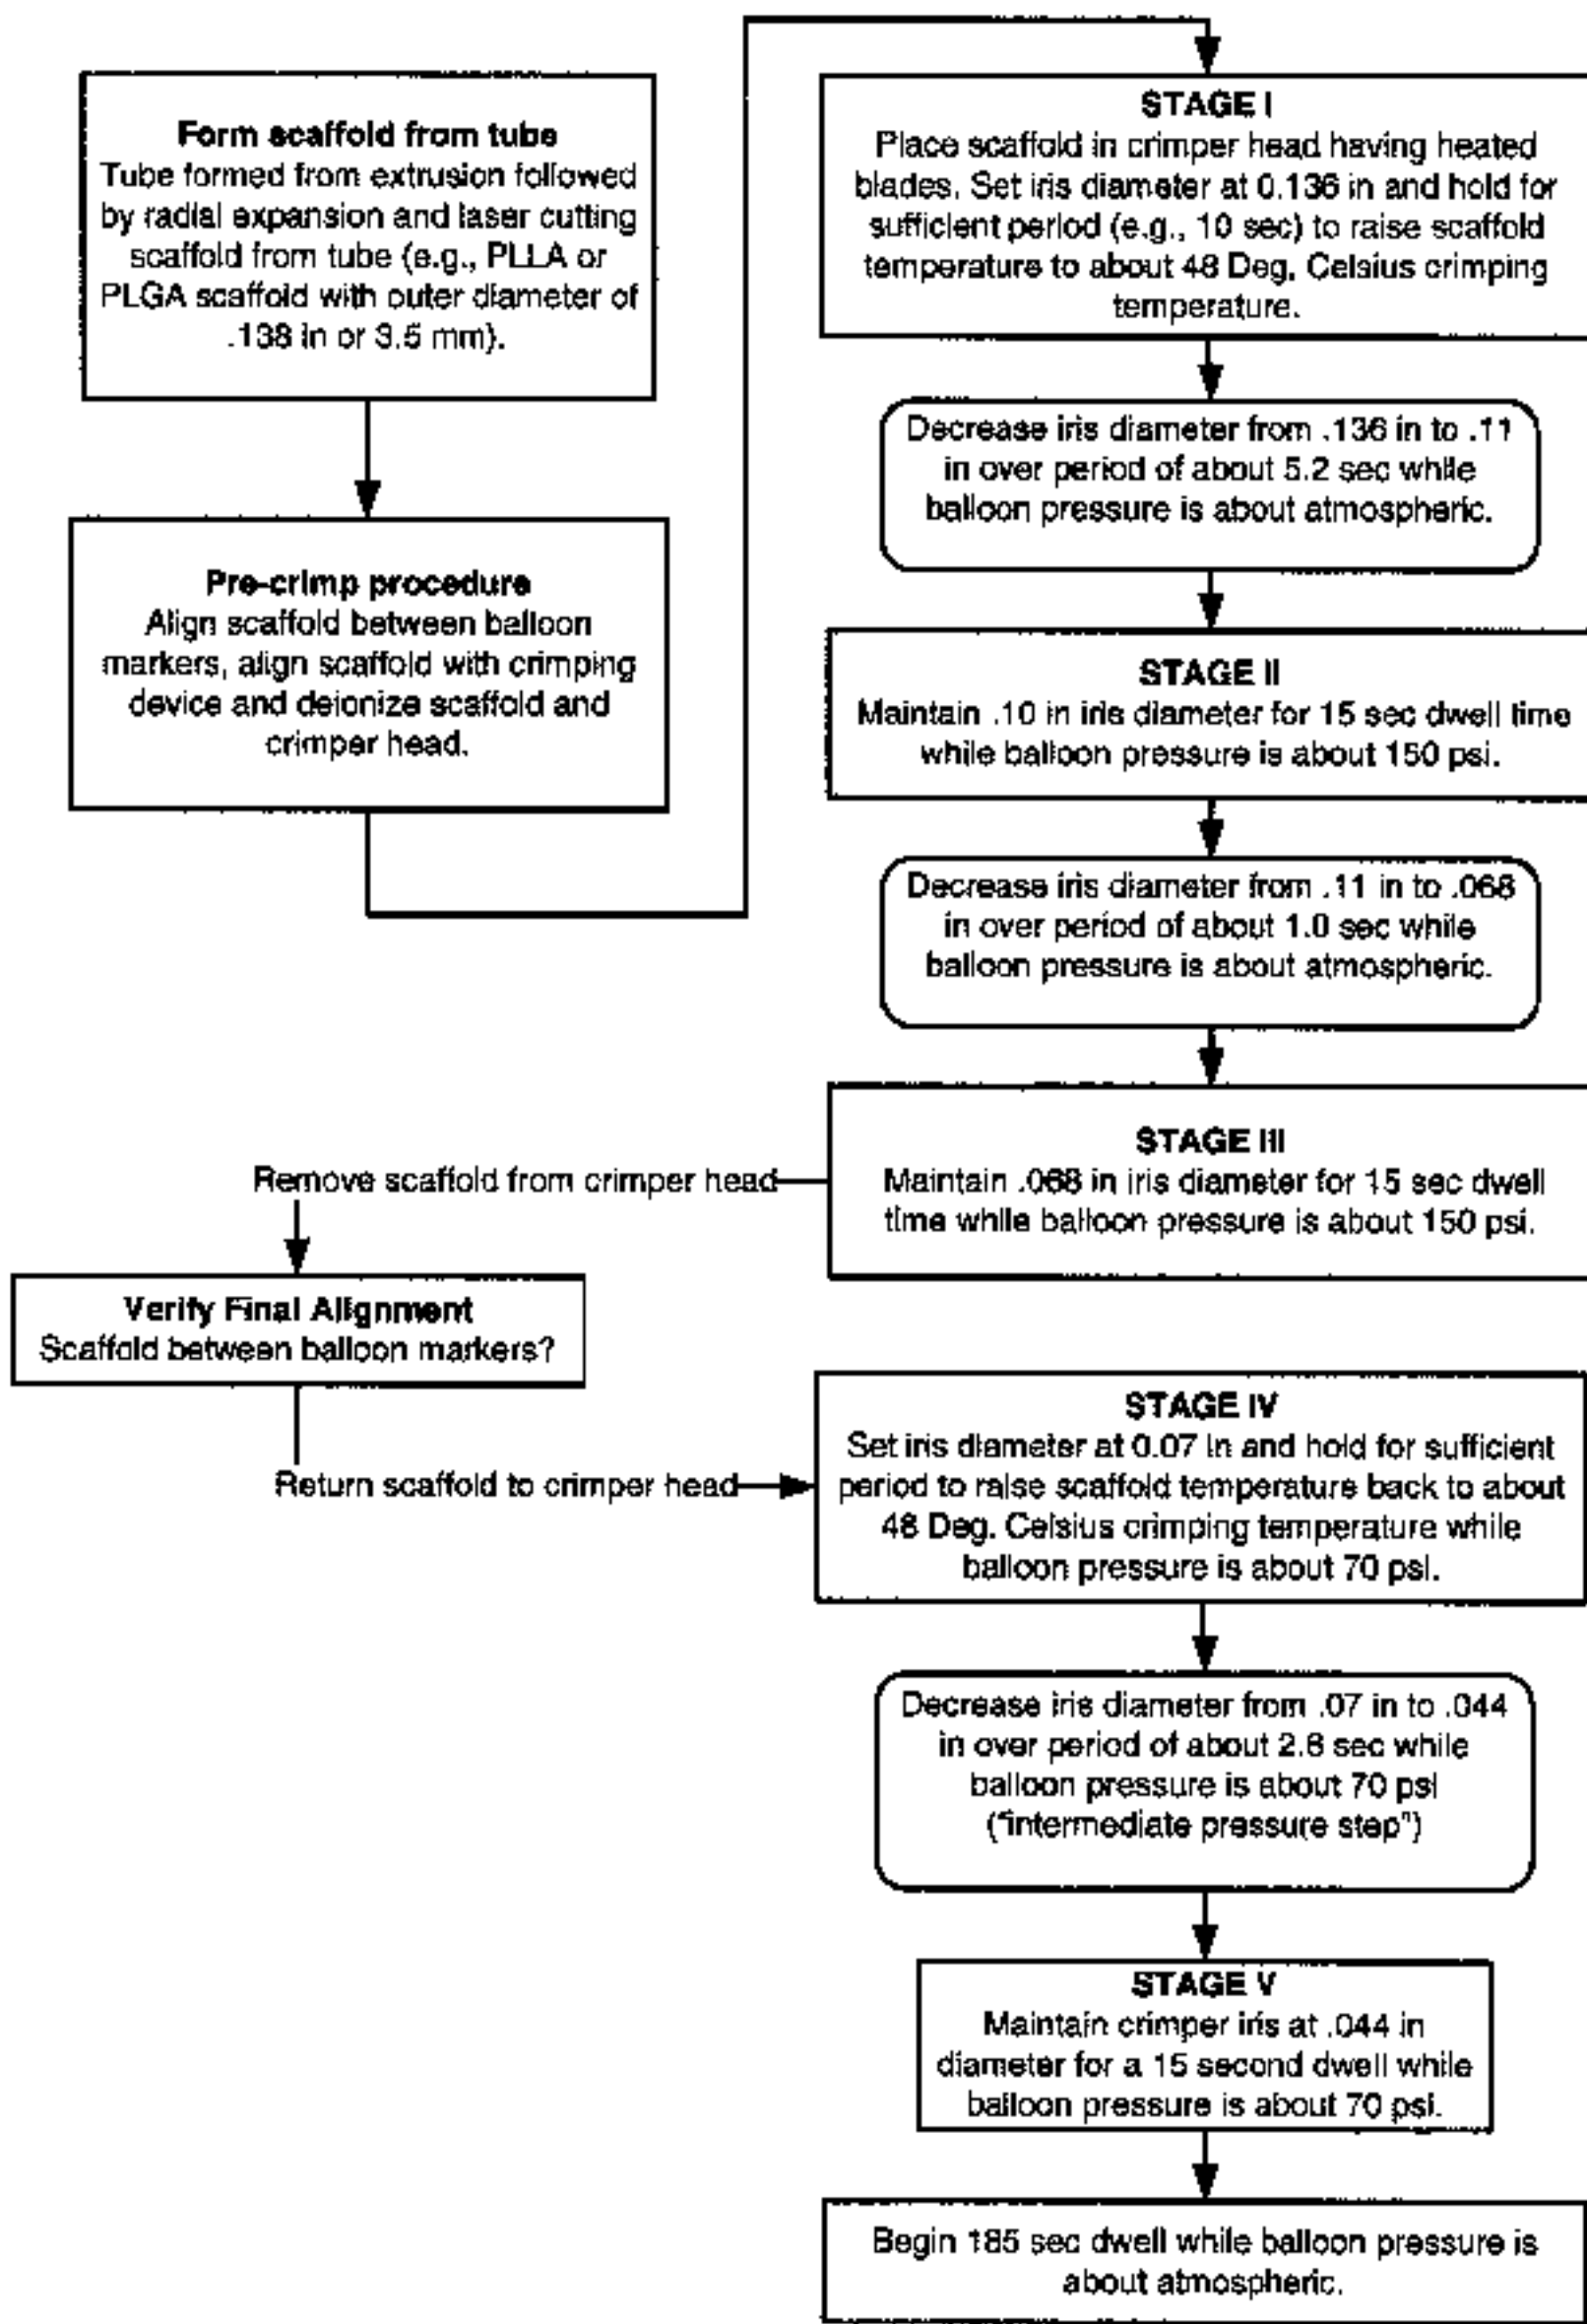 Form scaffold from tube
Tube formed from extrusion followed
by radial expansion and laser cutting
scaffold from tube (e.g., PLLA or
PLGA scaffold with outer diameter of
.138 in or 3.5 mm).
Pre-crimp procedure
Align scaffold between balloon
markers, align scaffold with crimping
device and deionize scaffold and
crimper head.
STAGE I
Place scaffold in crimper head having heated
blades. Set iris diameter at 0.136 in and hold for
sufficient period (e.g., 10 sec) to raise scaffold
temperature to about 48 Deg. Celsius crimping
temperature.
Decrease iris diameter from .136 in to .11
in over period of about 5.2 sec while
balloon pressure is about atmospheric.
STAGE II
Maintain .10 in iris diameter for 15 sec dwell time
while balloon pressure is about 150 psi.
Decrease iris diameter from .11 in to .068
in over period of about 1.0 sec while
balloon pressure is about atmospheric.
STAGE III
Maintain .068 in iris diameter for 15 sec dwell
time while balloon pressure is about 150 psi.
Remove scaffold from crimper head
Verify Final Alignment
Scaffold between balloon markers?
Return scaffold to crimper head
STAGE IV
Set iris diameter at 0.07 in and hold for sufficient
period to raise scaffold temperature back to about
48 Deg. Celsius crimping temperature while
balloon pressure is about 70 psi.
Decrease iris diameter from .07 in to .044
in over period of about 2.8 sec while
balloon pressure is about 70 psi
("intermediate pressure step")
STAGE V
Maintain crimper iris at .044 in
diameter for a 15 second dwell while
balloon pressure is about 70 psi.
Begin 185 sec dwell while balloon pressure is
about atmospheric.